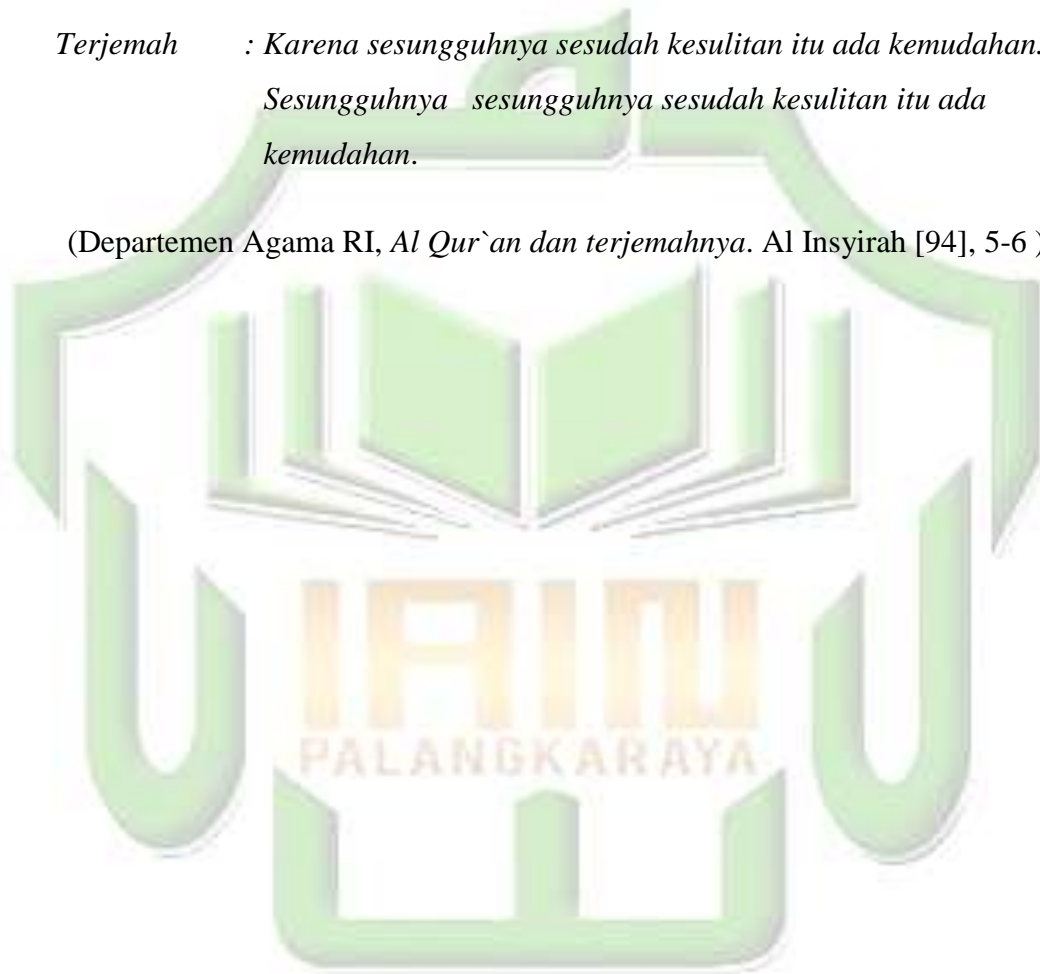 Terjemah : Karena sesungguhnya sesudah kesulitan itu ada kemudahan.
Sesungguhnya sesungguhnya sesudah kesulitan itu ada
kemudahan.
(Departemen Agama RI, Al Qur`an dan terjemahnya. Al Insyirah [94], 5-6 )
IAIN
PALANGKARAYA